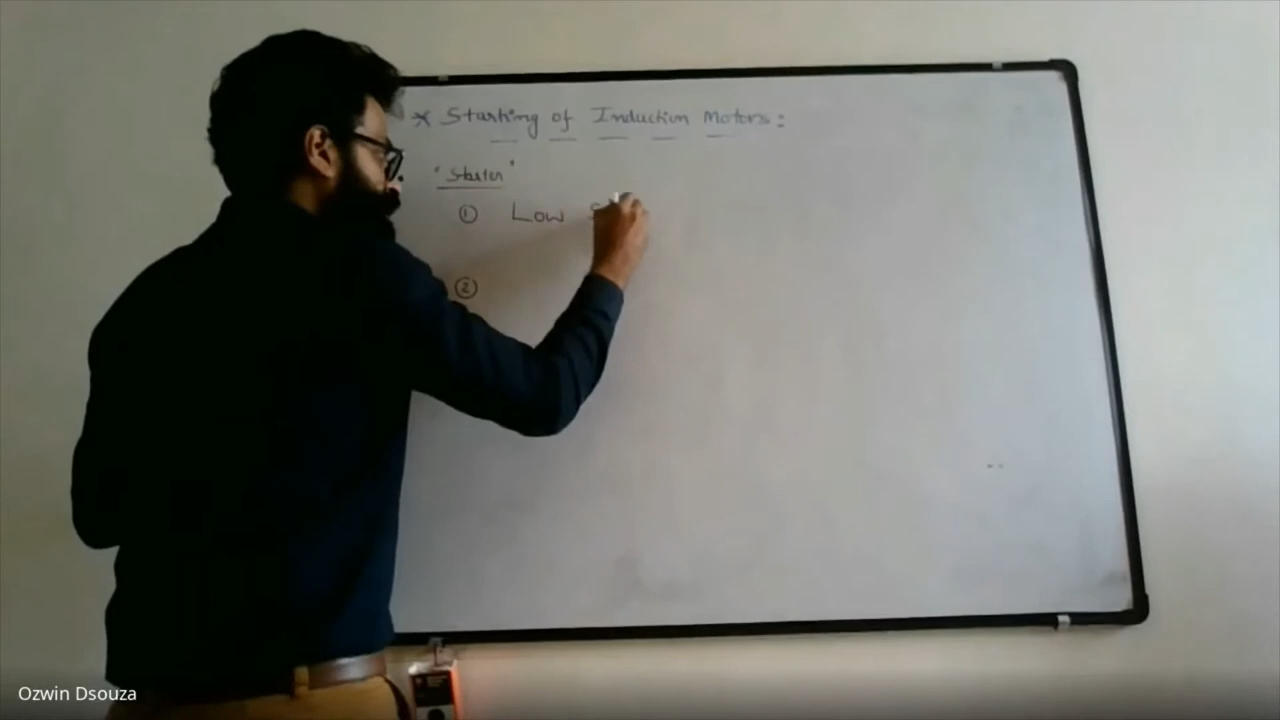 * Starting of Induction Motors:
"Starter"
① Low
②
Ozwin Dsouza